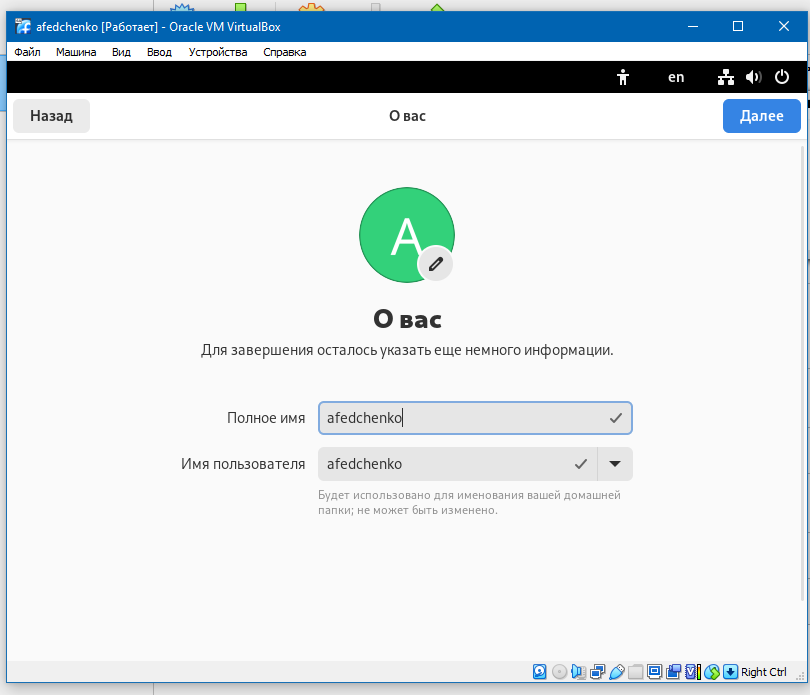 afedchenko [Работает] - Oracle VM VirtualBox
Файл Машина Вид Ввод Устройства Справка
en
Назад О вас Далее
A
О вас
Для завершения осталось указать еще немного информации.
Полное имя afedchenko
Имя пользователя afedchenko
Будет использовано для именования вашей домашней
папки; не может быть изменено.
Right Ctrl